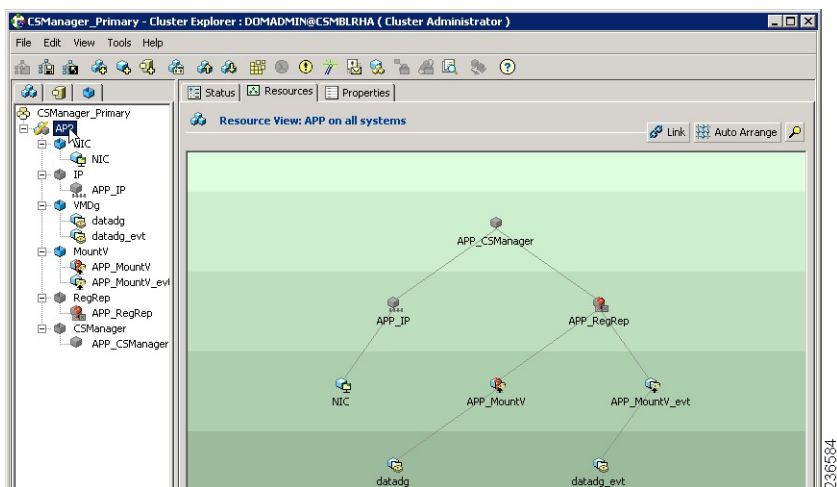 CSManager_Primary - Cluster Explorer : DOMADMIN@CSMBLRHA ( Cluster Administrator )
File Edit View Tools Help
Status Resources Properties
CSManager_Primary
APP
NIC
NIC
IP
APP_IP
VMDg
datadg
datadg_evt
MountV
APP_MountV
APP_MountV_evt
RegRep
APP_RegRep
CSManager
APP_CSManager
Resource View: APP on all systems
Link Auto Arrange
APP_CSManager
APP_IP APP_RegRep
NIC APP_MountV APP_MountV_evt
datadg datadg_evt
236584